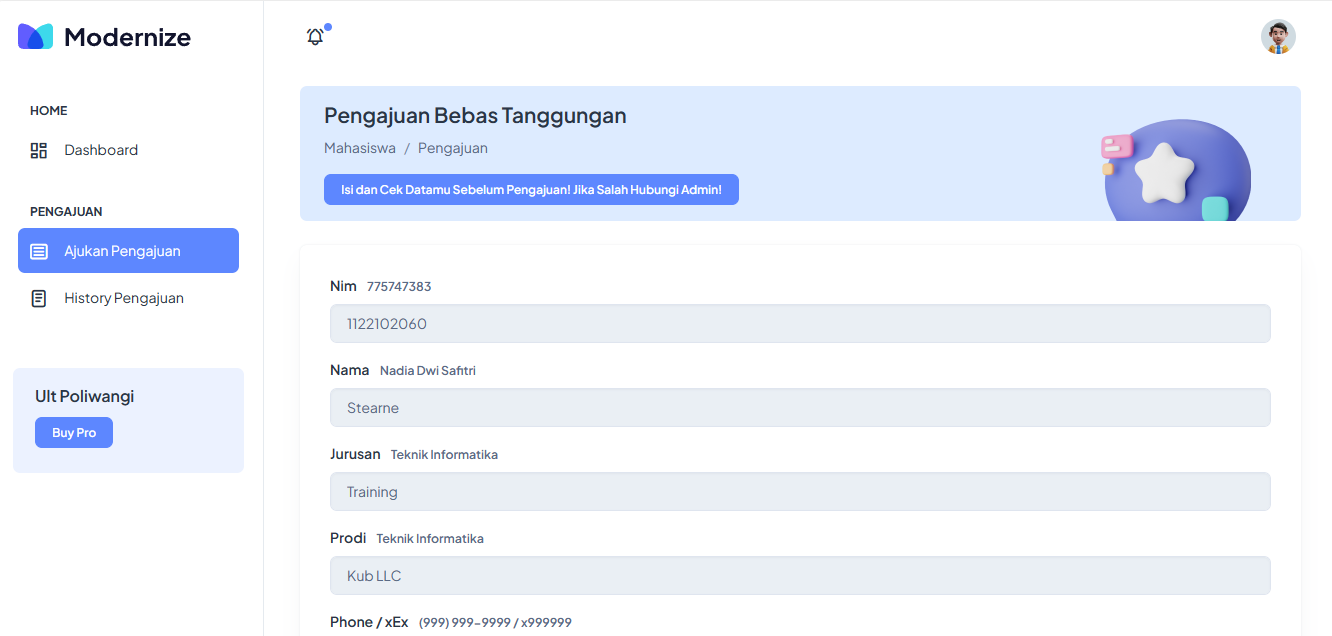 Modernize
HOME
Dashboard
PENGAJUAN
Ajukan Pengajuan
History Pengajuan
Ult Poliwangi
Buy Pro
Pengajuan Bebas Tanggungan
Mahasiswa / Pengajuan
Isi dan Cek Datamu Sebelum Pengajuan! Jika Salah Hubungi Admin!
Nim 775747383
1122102060
Nama Nadia Dwi Safitri
Stearne
Jurusan Teknik Informatika
Training
Prodi Teknik Informatika
Kub LLC
Phone / xEx (999) 999-9999 / x999999